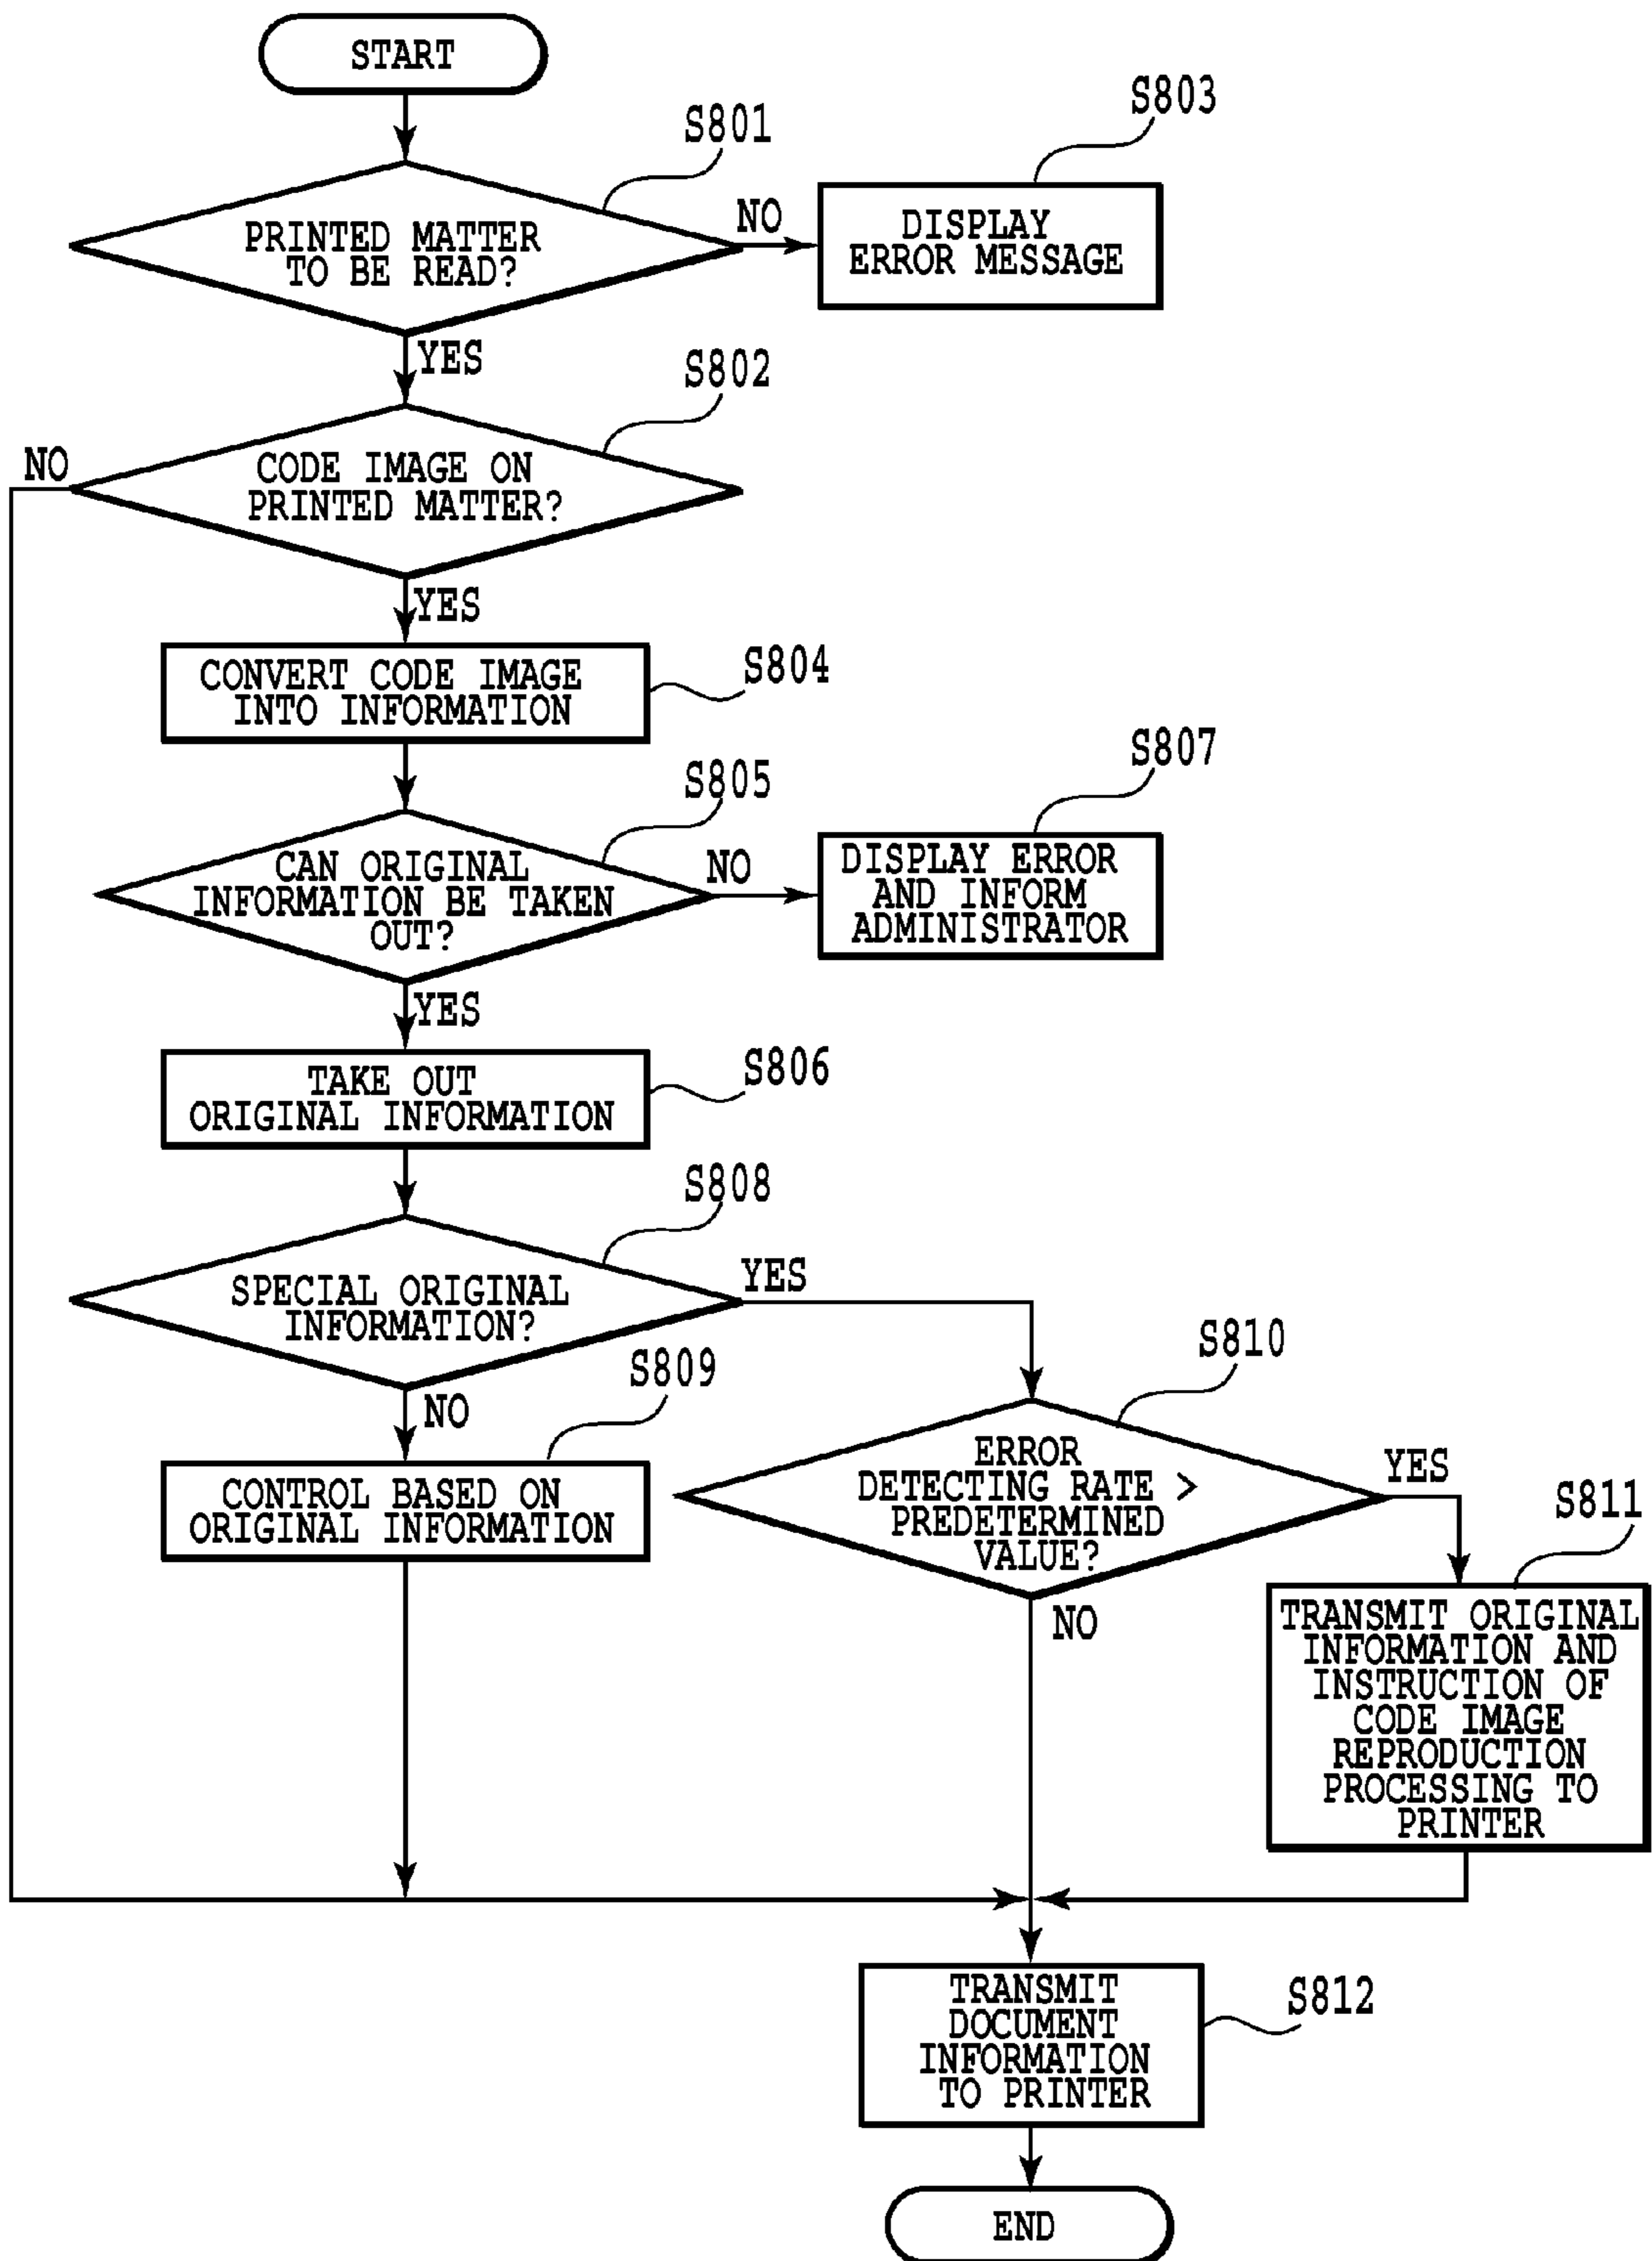 START
S801
S803
PRINTED MATTER
TO BE READ?
NO
DISPLAY
ERROR MESSAGE
YES
S802
NO
CODE IMAGE ON
PRINTED MATTER?
YES
CONVERT CODE IMAGE
INTO INFORMATION
S804
S805
S807
CAN ORIGINAL
INFORMATION BE TAKEN
OUT?
NO
DISPLAY ERROR
AND INFORM
ADMINISTRATOR
YES
TAKE OUT
ORIGINAL INFORMATION
S806
S808
SPECIAL ORIGINAL
INFORMATION?
YES
S809
NO
CONTROL BASED ON
ORIGINAL INFORMATION
S810
ERROR
DETECTING RATE >
PREDETERMINED
VALUE?
YES
NO
S811
TRANSMIT ORIGINAL
INFORMATION AND
INSTRUCTION OF
CODE IMAGE
REPRODUCTION
PROCESSING TO
PRINTER
TRANSMIT
DOCUMENT
INFORMATION
TO PRINTER
S812
END